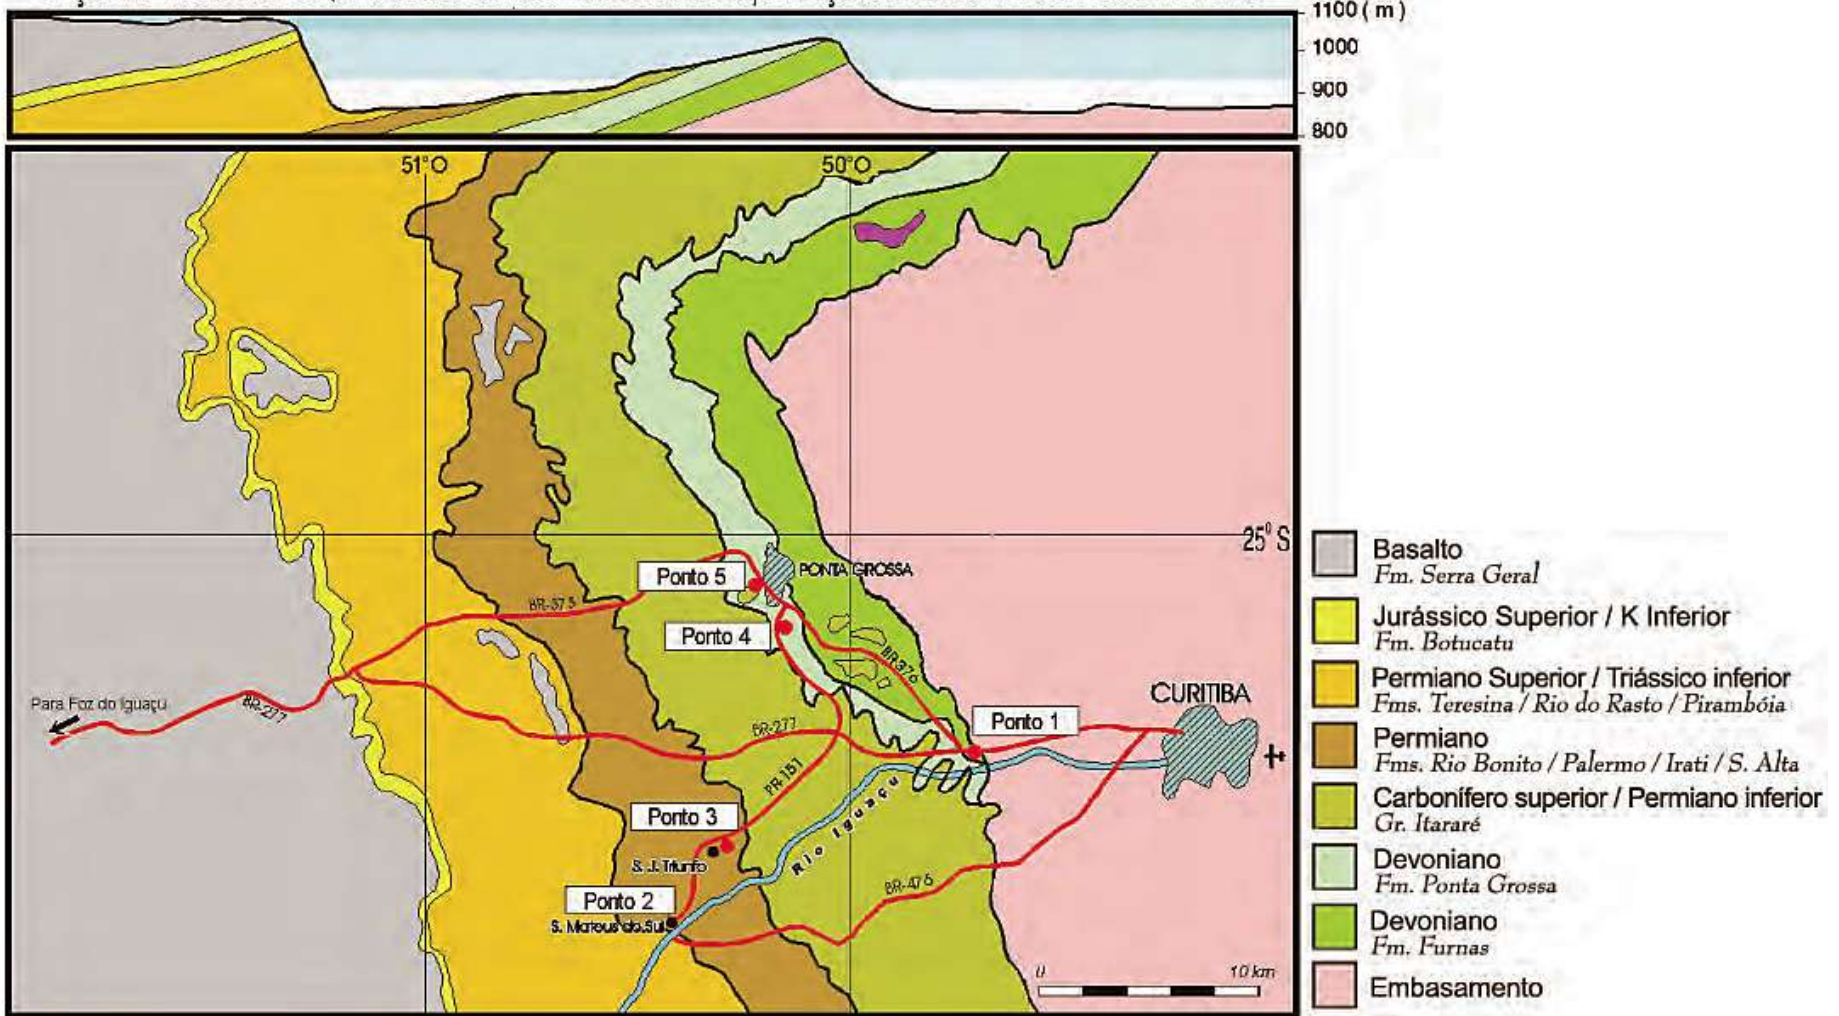 1100 ( m )
1000
900
800
51°O
50°O
25° S
Ponto 5
PONTA GROSSA
BR-373
Ponto 4
BR-376
CURITIBA
Para Foz do Iguaçu
BR-277
Ponto 1
BR-277
PR-151
Ponto 3
S. J. Triunfo
Rio Iguaçu
BR-476
Ponto 2
S. Mateus do Sul
0 10 km
Basalto
Fm. Serra Geral
Jurássico Superior / K Inferior
Fm. Botucatu
Permiano Superior / Triássico inferior
Fms. Teresina / Rio do Rasto / Pirambóia
Permiano
Fms. Rio Bonito / Palermo / Irati / S. Alta
Carbonífero superior / Permiano inferior
Gr. Itararé
Devoniano
Fm. Ponta Grossa
Devoniano
Fm. Furnas
Embasamento